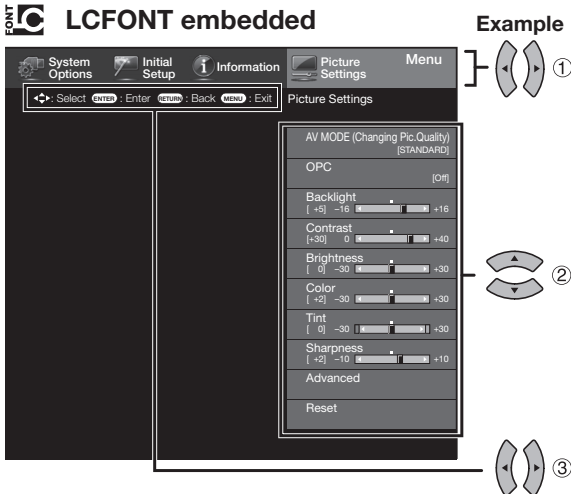 FONT LC LCFONT embedded
Example
System Options
Initial Setup
i Information
Picture Settings
Menu
: Select ENTER : Enter RETURN : Back MENU : Exit
Picture Settings
AV MODE (Changing Pic.Quality)
[STANDARD]
OPC
[Off]
Backlight
[ +5] −16 +16
Contrast
[+30] 0 +40
Brightness
[ 0] −30 +30
Color
[ +2] −30 +30
Tint
[ 0] −30 +30
Sharpness
[ +2] −10 +10
Advanced
Reset
①
②
③